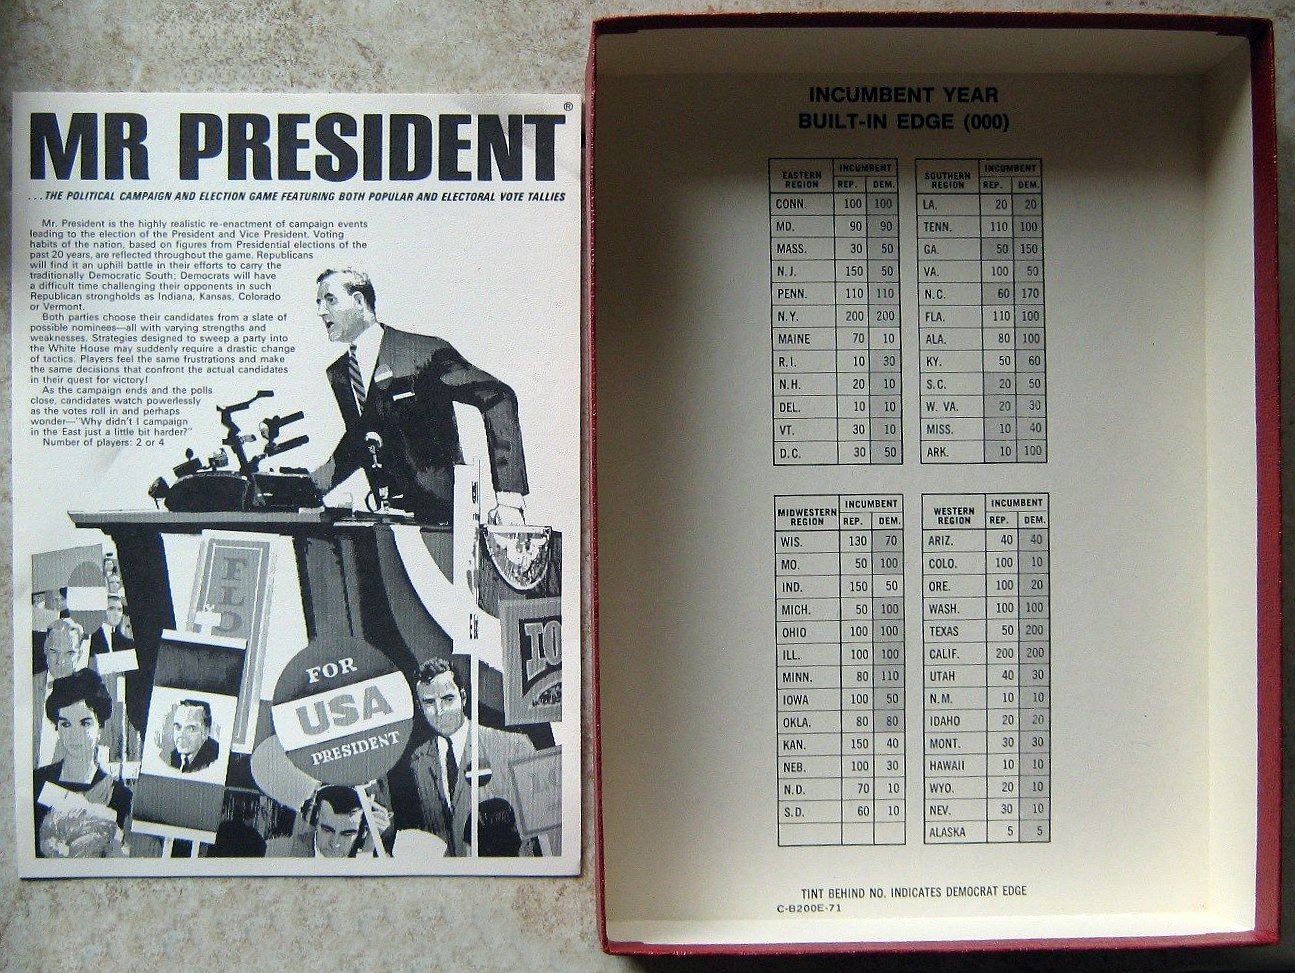 MR PRESIDENT®
...THE POLITICAL CAMPAIGN AND ELECTION GAME FEATURING BOTH POPULAR AND ELECTORAL VOTE TALLIES
Mr. President is the highly realistic re-enactment of campaign events
leading to the election of the President and Vice President. Voting
habits of the nation, based on figures from Presidential elections of the
past 20 years, are reflected throughout the game. Republicans
will find it an uphill battle in their efforts to carry the
traditionally Democratic South; Democrats will have
a difficult time challenging their opponents in such
Republican strongholds as Indiana, Kansas, Colorado
or Vermont.
Both parties choose their candidates from a slate of
possible nominees—all with varying strengths and
weaknesses. Strategies designed to sweep a party into
the White House may suddenly require a drastic change
of tactics. Players feel the same frustrations and make
the same decisions that confront the actual candidates
in their quest for victory!
As the campaign ends and the polls
close, candidates watch powerlessly
as the votes roll in and perhaps
wonder—"Why didn't I campaign
in the East just a little bit harder?"
Number of players: 2 or 4
FOR
USA
PRESIDENT
INCUMBENT YEAR
BUILT-IN EDGE (000)
EASTERN REGION INCUMBENT
REP. DEM.
CONN. 100 100
MD. 90 90
MASS. 30 50
N.J. 150 50
PENN. 110 110
N.Y. 200 200
MAINE 70 10
R.I. 10 30
N.H. 20 10
DEL. 10 10
VT. 30 10
D.C. 30 50
SOUTHERN REGION INCUMBENT
REP. DEM.
LA. 20 20
TENN. 110 100
GA. 50 150
VA. 100 50
N.C. 60 170
FLA. 110 100
ALA. 80 100
KY. 50 60
S.C. 20 50
W. VA. 20 30
MISS. 10 40
ARK. 10 100
MIDWESTERN REGION INCUMBENT
REP. DEM.
WIS. 130 70
MO. 50 100
IND. 150 50
MICH. 50 100
OHIO 100 100
ILL. 100 100
MINN. 80 110
IOWA 100 50
OKLA. 80 80
KAN. 150 40
NEB. 100 30
N.D. 70 10
S.D. 60 10
WESTERN REGION INCUMBENT
REP. DEM.
ARIZ. 40 40
COLO. 100 10
ORE. 100 20
WASH. 100 100
TEXAS 50 200
CALIF. 200 200
UTAH 40 30
N.M. 10 10
IDAHO 20 20
MONT. 30 30
HAWAII 10 10
WYO. 20 10
NEV. 30 10
ALASKA 5 5
TINT BEHIND NO. INDICATES DEMOCRAT EDGE
C-8200E-71